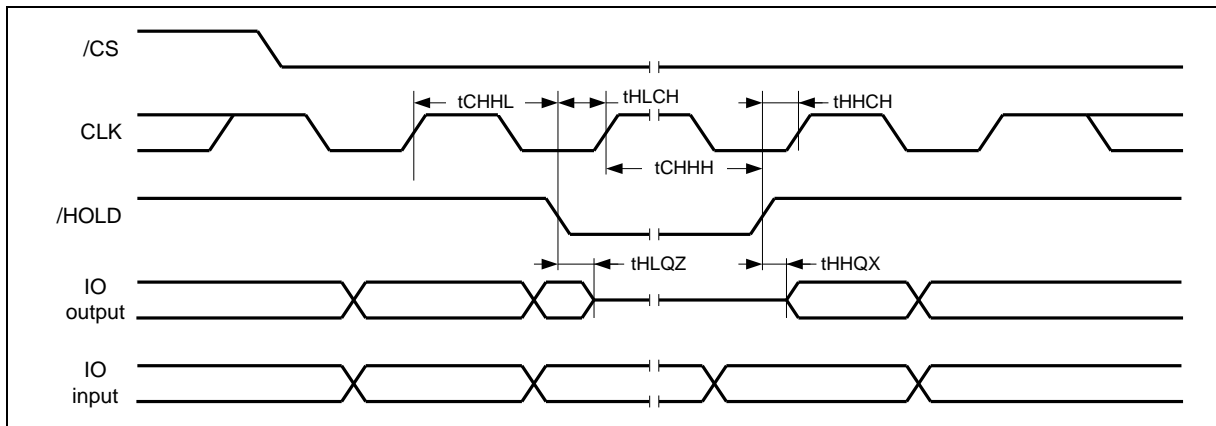 /CS
tCHHL
tHLCH
tHHCH
CLK
tCHHH
/HOLD
tHLQZ
tHHQX
IO
output
IO
input